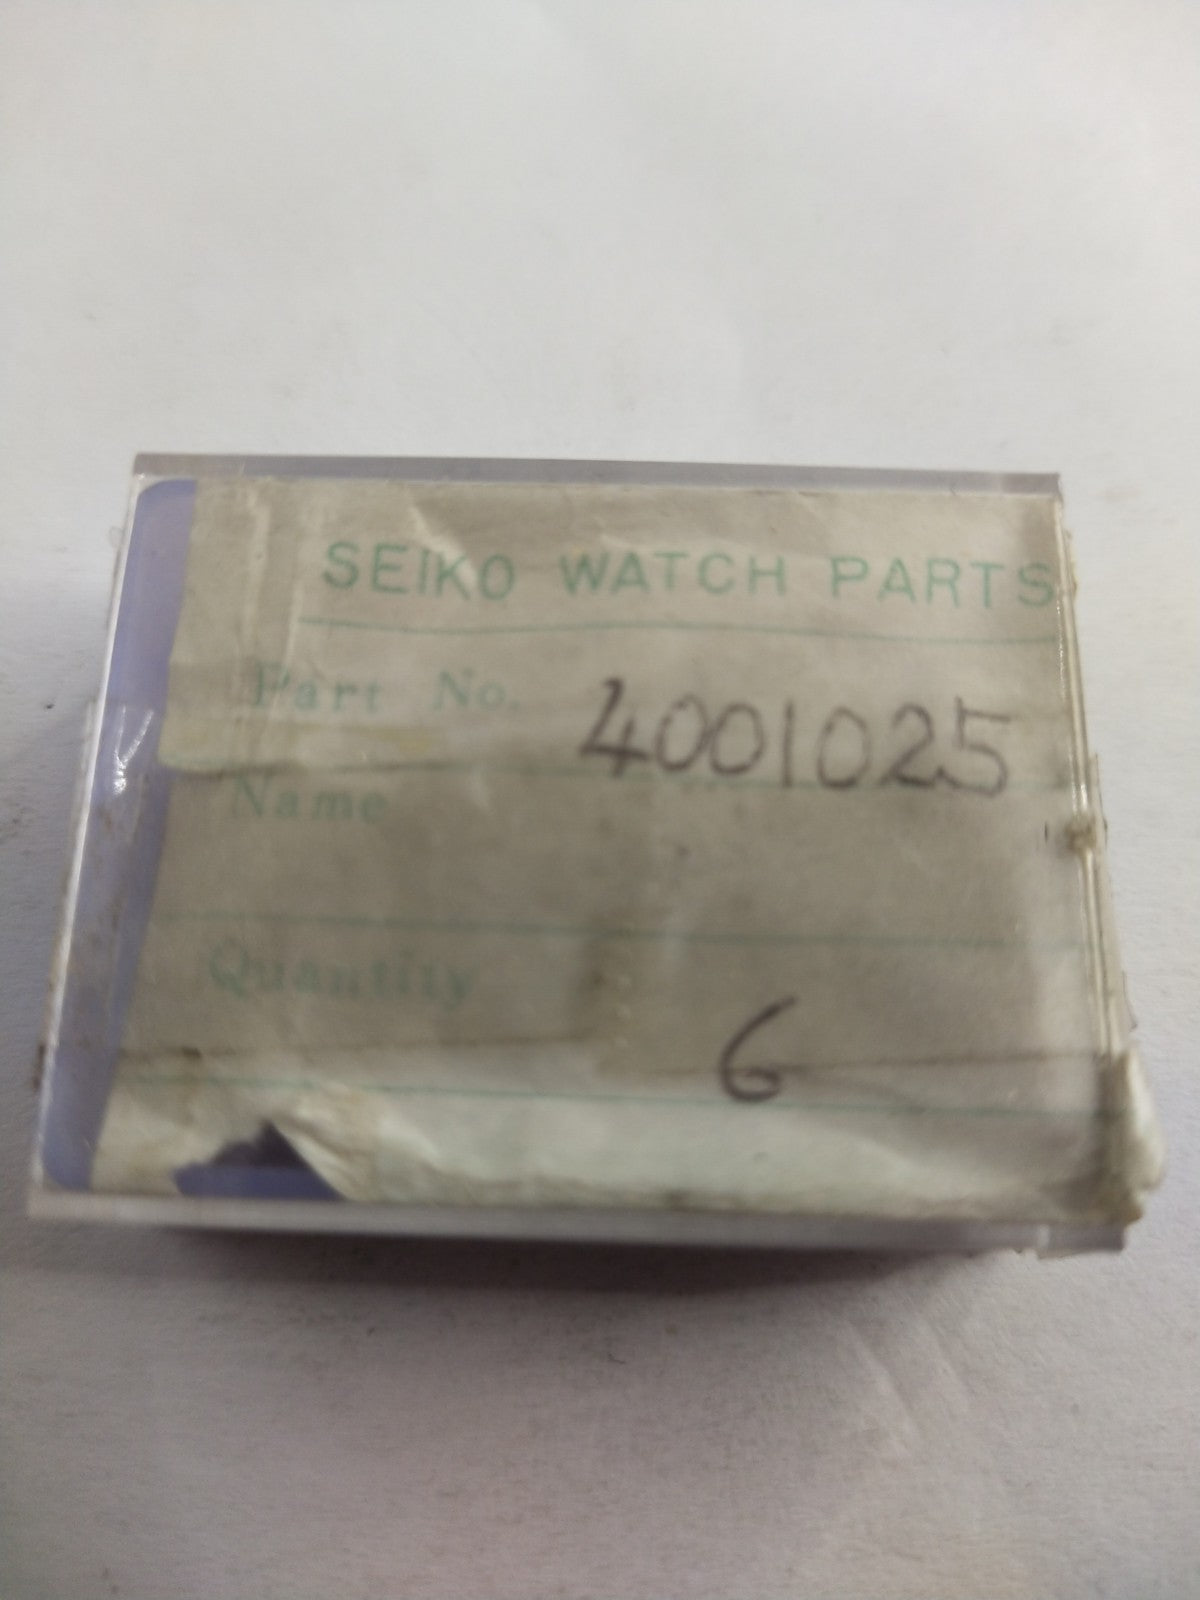 SEIKO WATCH PARTS
Part No. 4001025
Name
Quantity 6